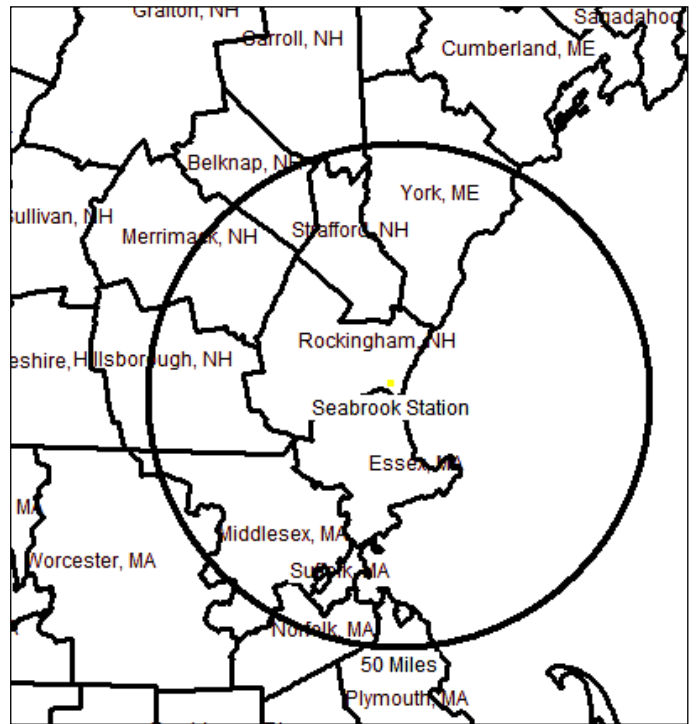 Grafton, NH
Sagadahoc
Carroll, NH
Cumberland, ME
Belknap, NH
York, ME
Sullivan, NH
Merrimack, NH
Strafford, NH
Rockingham, NH
eshire,
Hillsborough, NH
Seabrook Station
Essex, MA
MA
Middlesex, MA
Worcester, MA
Suffolk, MA
Norfolk, MA
50 Miles
Plymouth, MA